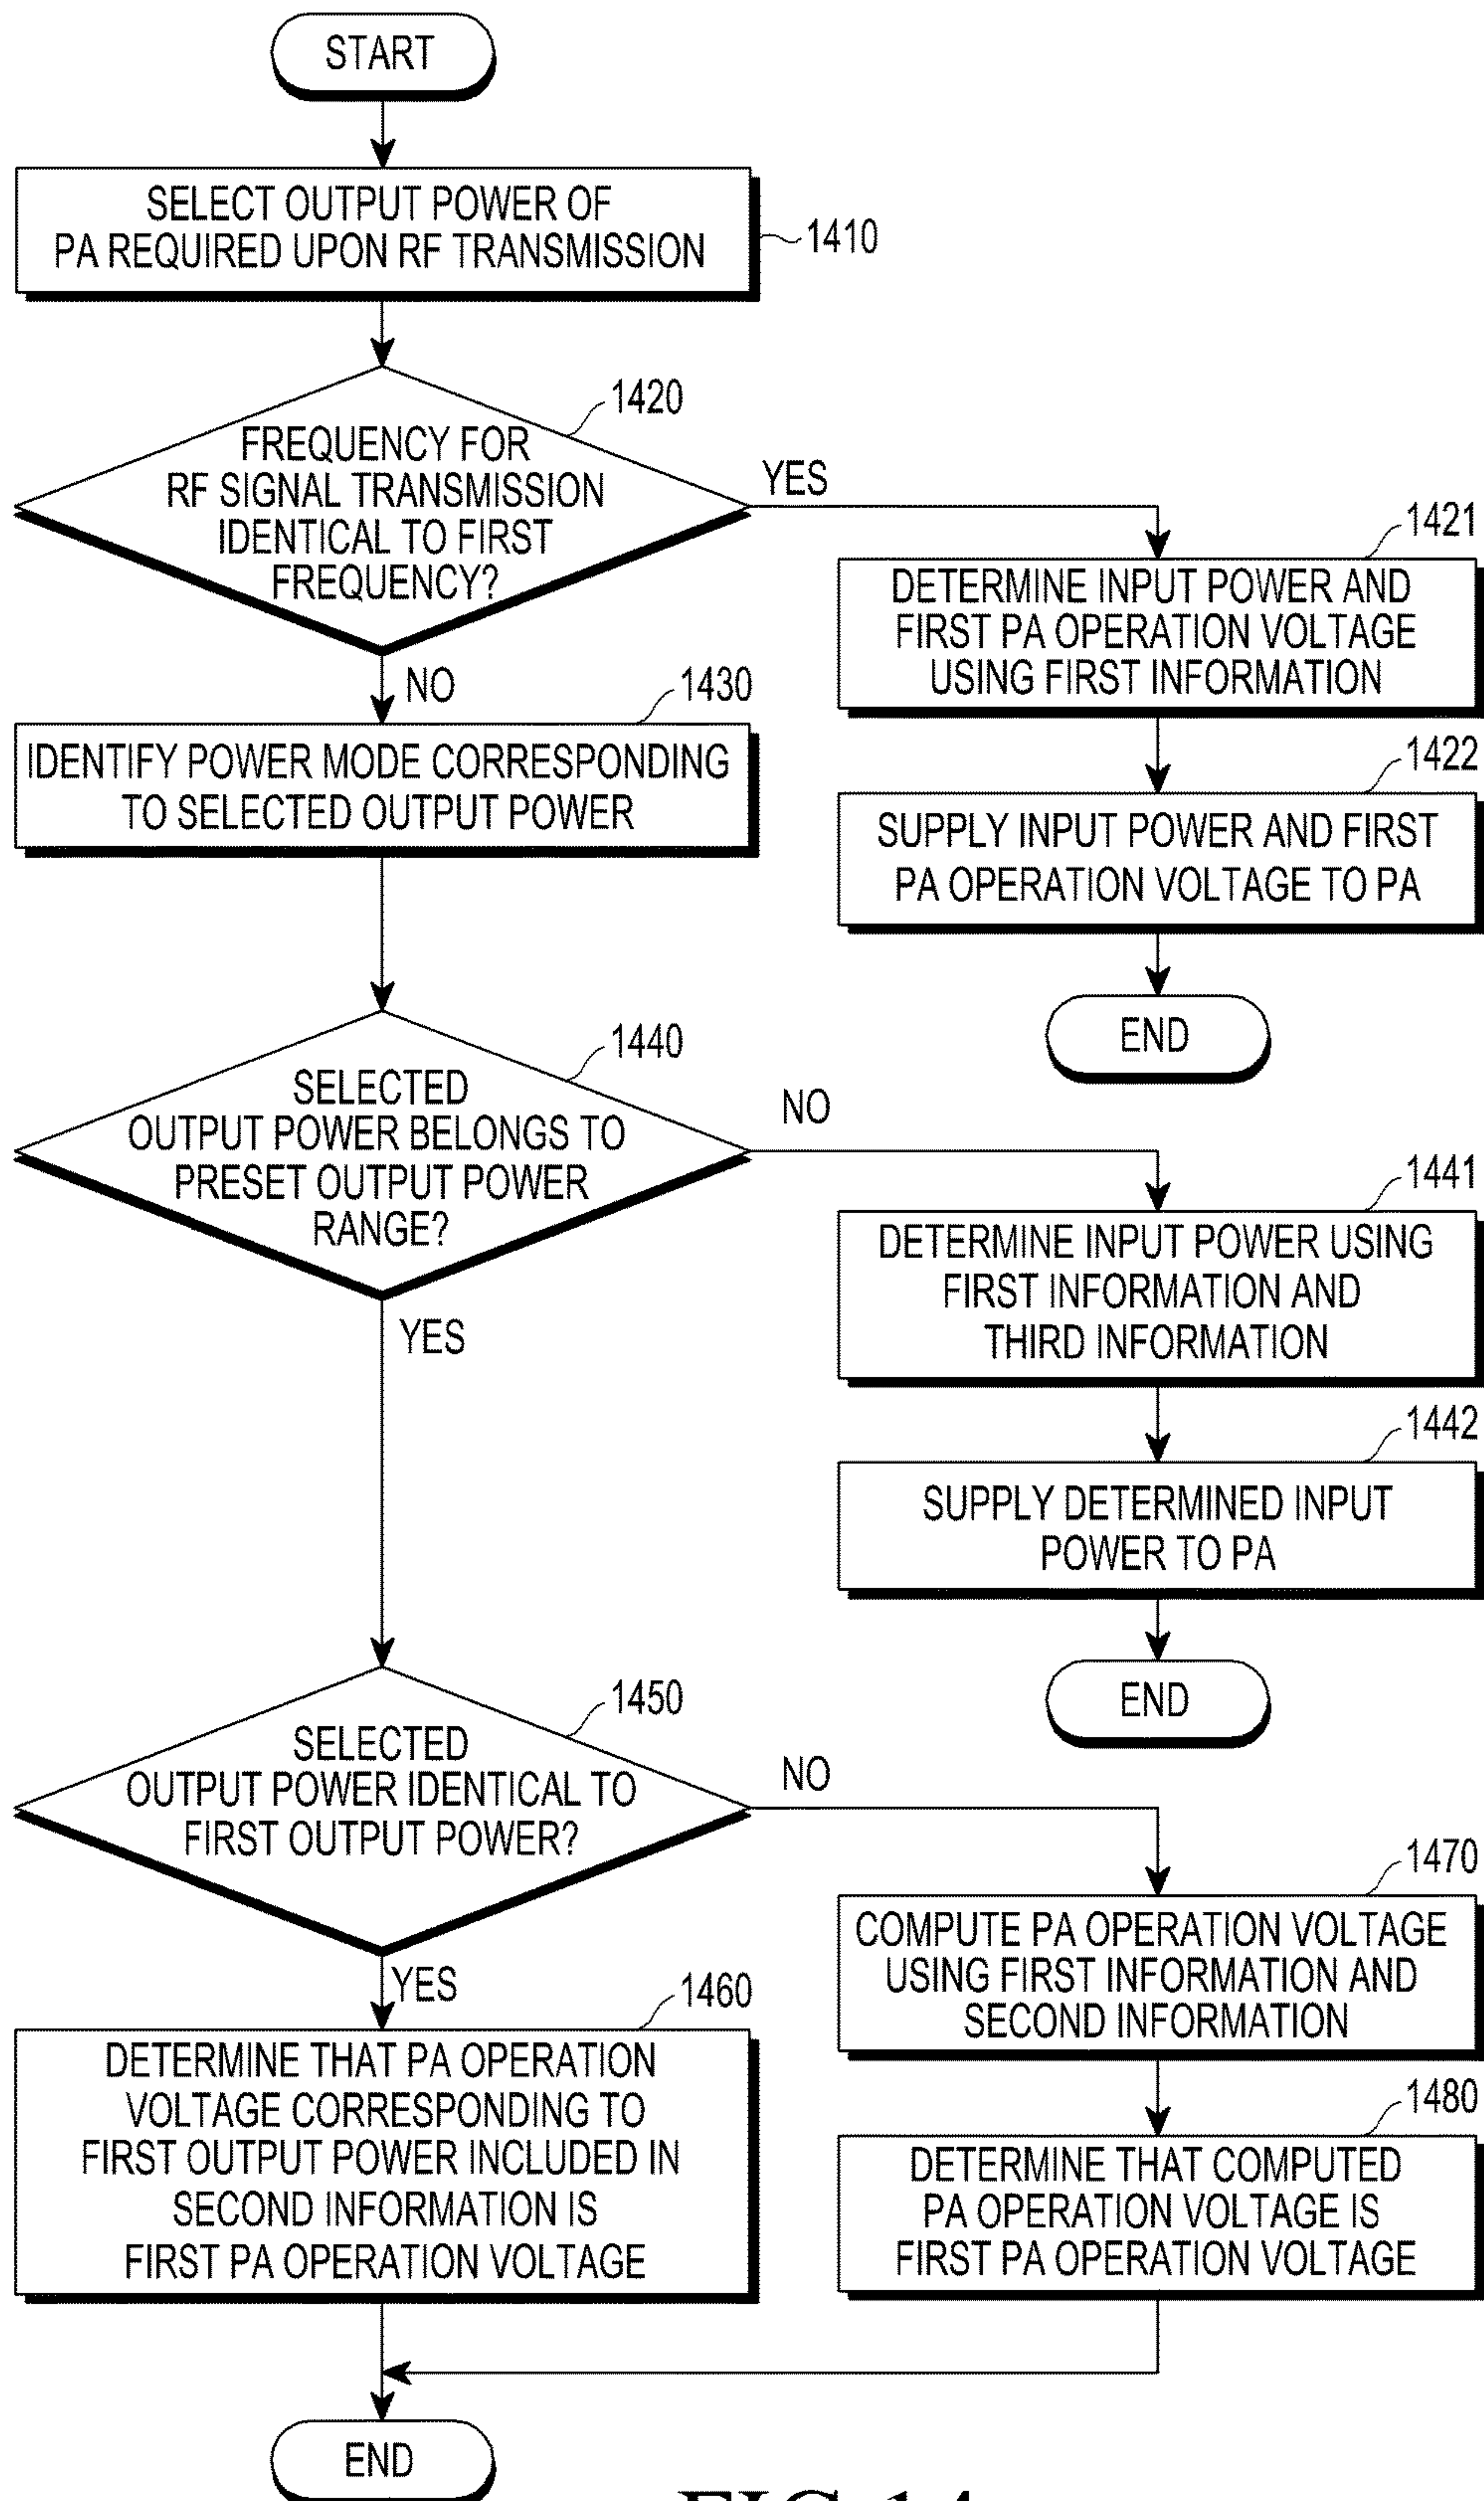 START
SELECT OUTPUT POWER OF
PA REQUIRED UPON RF TRANSMISSION
1410
1420
FREQUENCY FOR
RF SIGNAL TRANSMISSION
IDENTICAL TO FIRST
FREQUENCY?
YES
NO
1421
DETERMINE INPUT POWER AND
FIRST PA OPERATION VOLTAGE
USING FIRST INFORMATION
1422
SUPPLY INPUT POWER AND FIRST
PA OPERATION VOLTAGE TO PA
END
1430
IDENTIFY POWER MODE CORRESPONDING
TO SELECTED OUTPUT POWER
1440
SELECTED
OUTPUT POWER BELONGS TO
PRESET OUTPUT POWER
RANGE?
NO
YES
1441
DETERMINE INPUT POWER USING
FIRST INFORMATION AND
THIRD INFORMATION
1442
SUPPLY DETERMINED INPUT
POWER TO PA
END
1450
SELECTED
OUTPUT POWER IDENTICAL TO
FIRST OUTPUT POWER?
NO
YES
1460
DETERMINE THAT PA OPERATION
VOLTAGE CORRESPONDING TO
FIRST OUTPUT POWER INCLUDED IN
SECOND INFORMATION IS
FIRST PA OPERATION VOLTAGE
1470
COMPUTE PA OPERATION VOLTAGE
USING FIRST INFORMATION AND
SECOND INFORMATION
1480
DETERMINE THAT COMPUTED
PA OPERATION VOLTAGE IS
FIRST PA OPERATION VOLTAGE
END